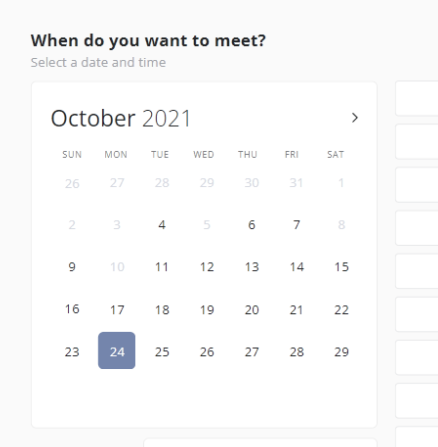 When do you want to meet?
Select a date and time
October 2021
SUN MON TUE WED THU FRI SAT
26 27 28 29 30 31 1
2 3 4 5 6 7 8
9 10 11 12 13 14 15
16 17 18 19 20 21 22
23 24 25 26 27 28 29